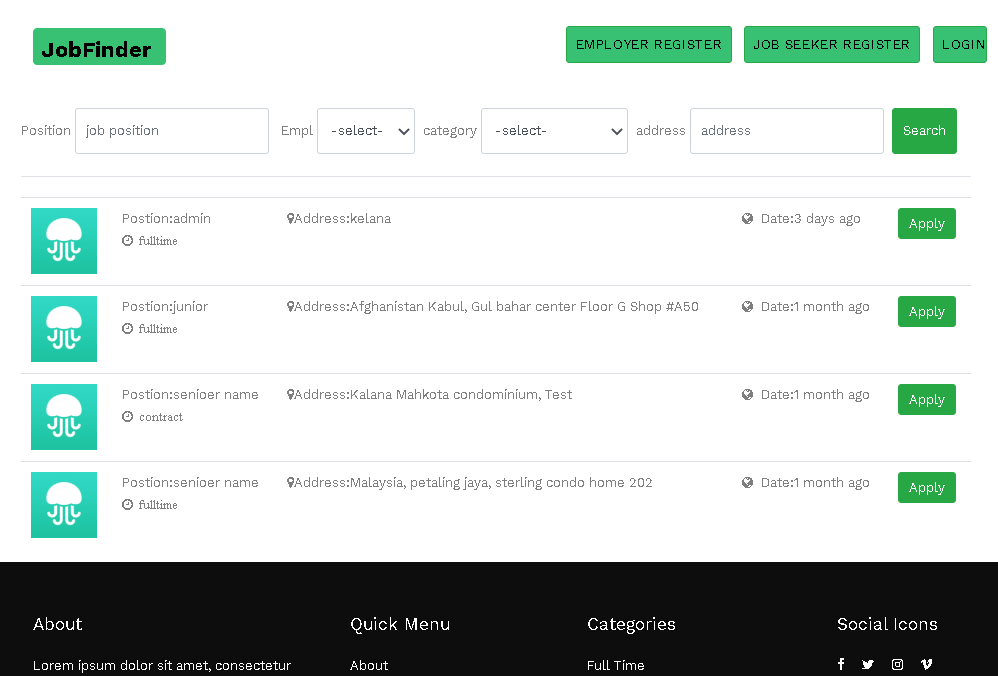 JobFinder
EMPLOYER REGISTER JOB SEEKER REGISTER LOGIN
Position job position Empl -select- category -select- address address Search
Postion:admin Address:kelana Date:3 days ago Apply
fulltime
Postion:junior Address:Afghanistan Kabul, Gul bahar center Floor G Shop #A50 Date:1 month ago Apply
fulltime
Postion:senioer name Address:Kalana Mahkota condominium, Test Date:1 month ago Apply
contract
Postion:senioer name Address:Malaysia, petaling jaya, sterling condo home 202 Date:1 month ago Apply
fulltime
About Quick Menu Categories Social Icons
Lorem ipsum dolor sit amet, consectetur About Full Time